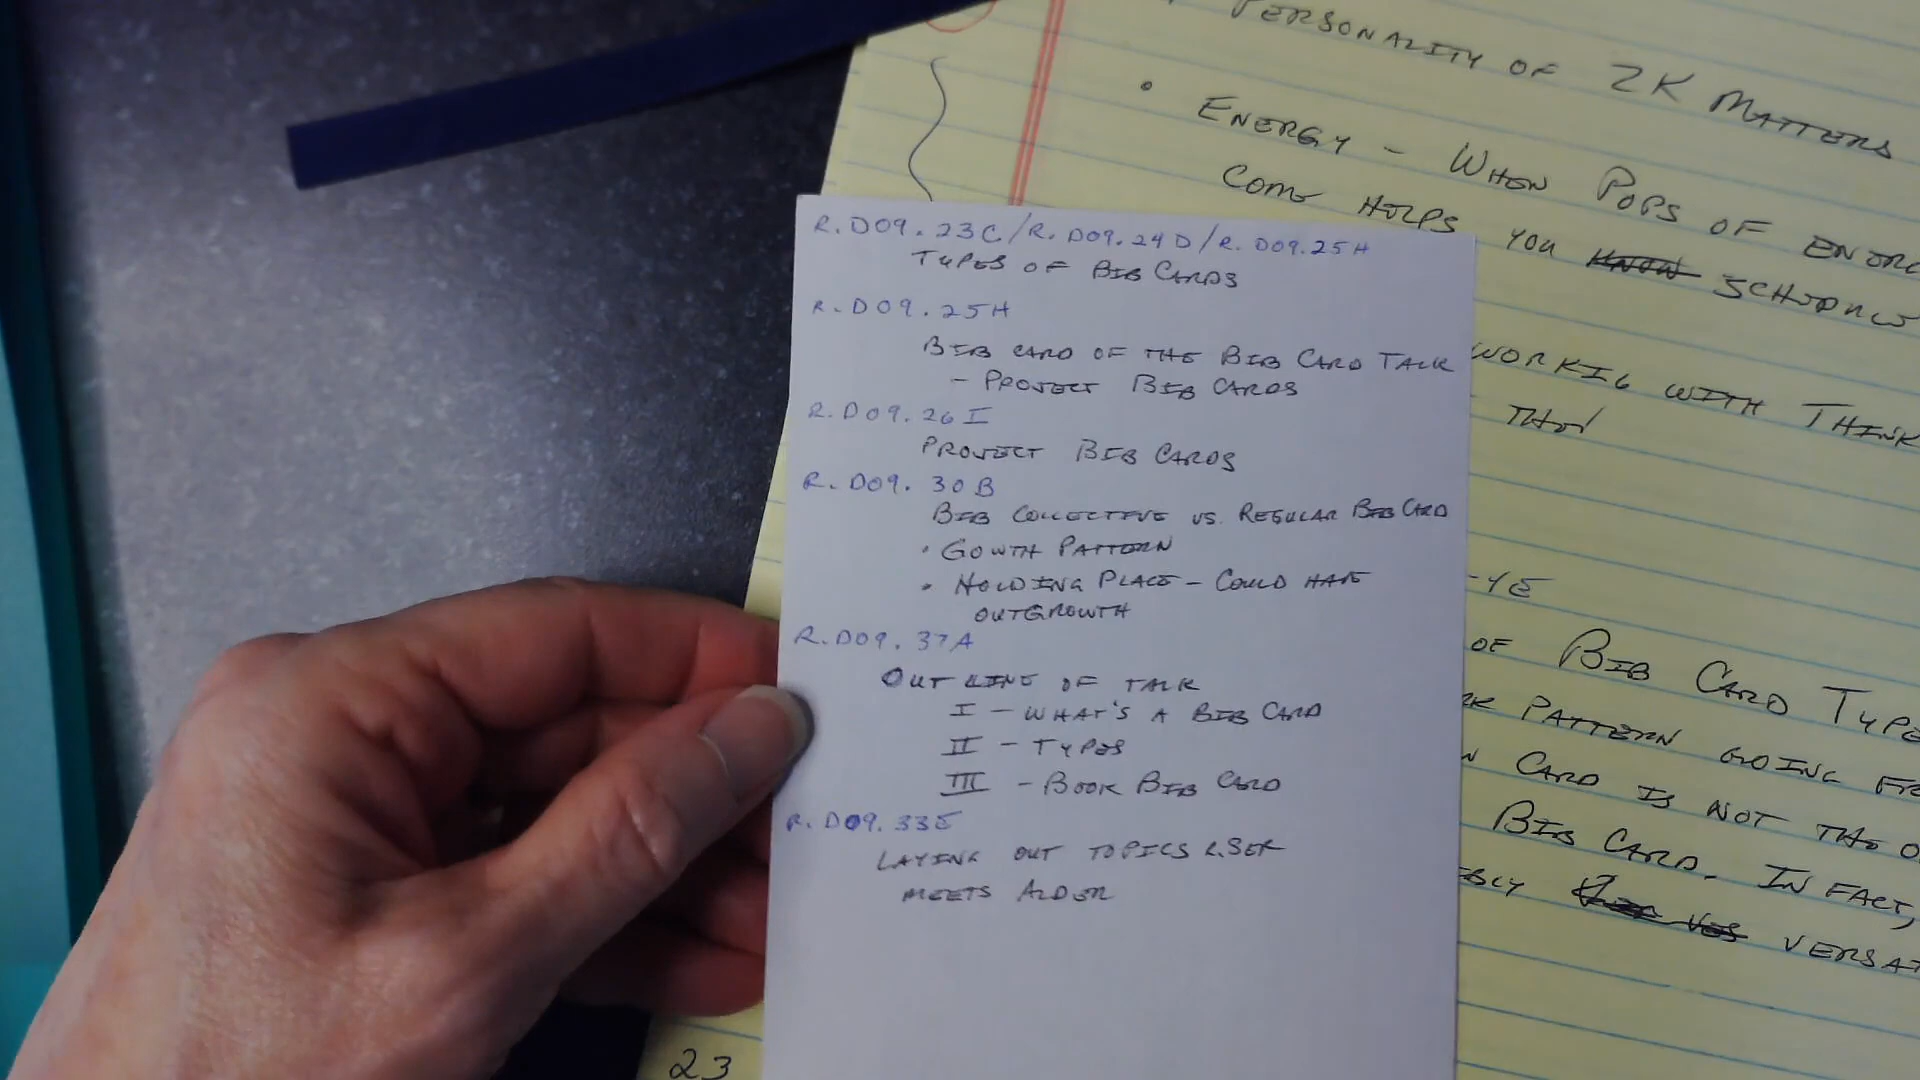 PERSONALITY OF ZK MATTERS
• ENERGY - WHEN POPS OF
COME HELPS YOU
WORKIG WITH THINK
THAN
OF BIB CARD TYPE
PATTERN GOING
CARD IS NOT THE
BIB CARD. IN FACT,
R.D09.23C/R.D09.24D/R.D09.25H
TYPES OF BIB CARDS
R.D09.25H
BIB CARD OF THE BIB CARD TALK
- PROJECT BIB CARDS
R.D09.26I
PROJECT BIB CARDS
R.D09.30B
BIB COLLECTIVE VS. REGULAR BIB CARD
• GOWTH PATTERN
• HOLDING PLACE - COULD HAVE
OUTGROWTH
R.D09.37A
OUTLINE OF TALK
I - WHAT'S A BIB CARD
II - TYPES
III - BOOK BIB CARD
R.D09.33E
LAYING OUT TOPICS
MEETS ALDER
23